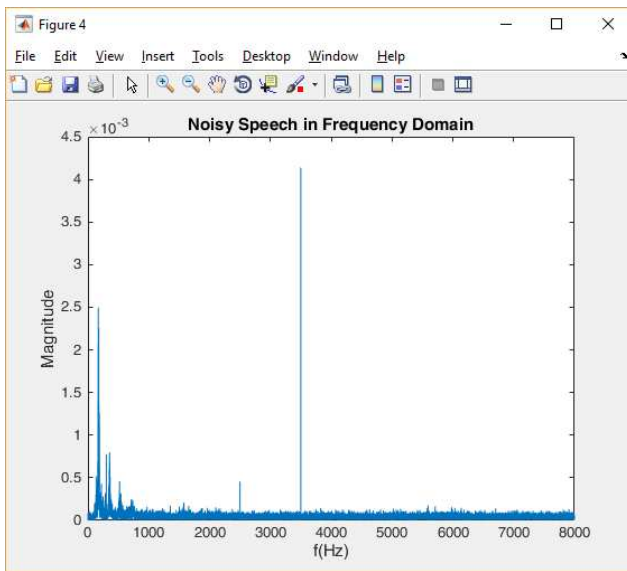 Figure 4
File Edit View Insert Tools Desktop Window Help
×10-3
Noisy Speech in Frequency Domain
4.5
4
3.5
3
2.5
2
1.5
1
0.5
0
Magnitude
0 1000 2000 3000 4000 5000 6000 7000 8000
f(Hz)